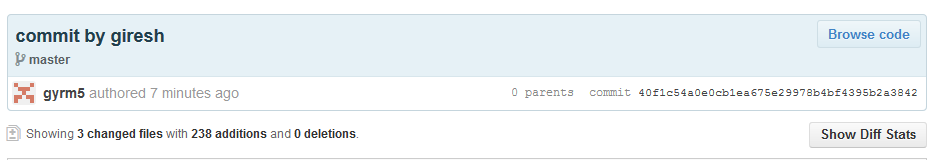 commit by giresh
Browse code
master
gyrm5 authored 7 minutes ago
0 parents commit 40f1c54a0e0cb1ea675e29978b4bf4395b2a3842
Showing 3 changed files with 238 additions and 0 deletions.
Show Diff Stats